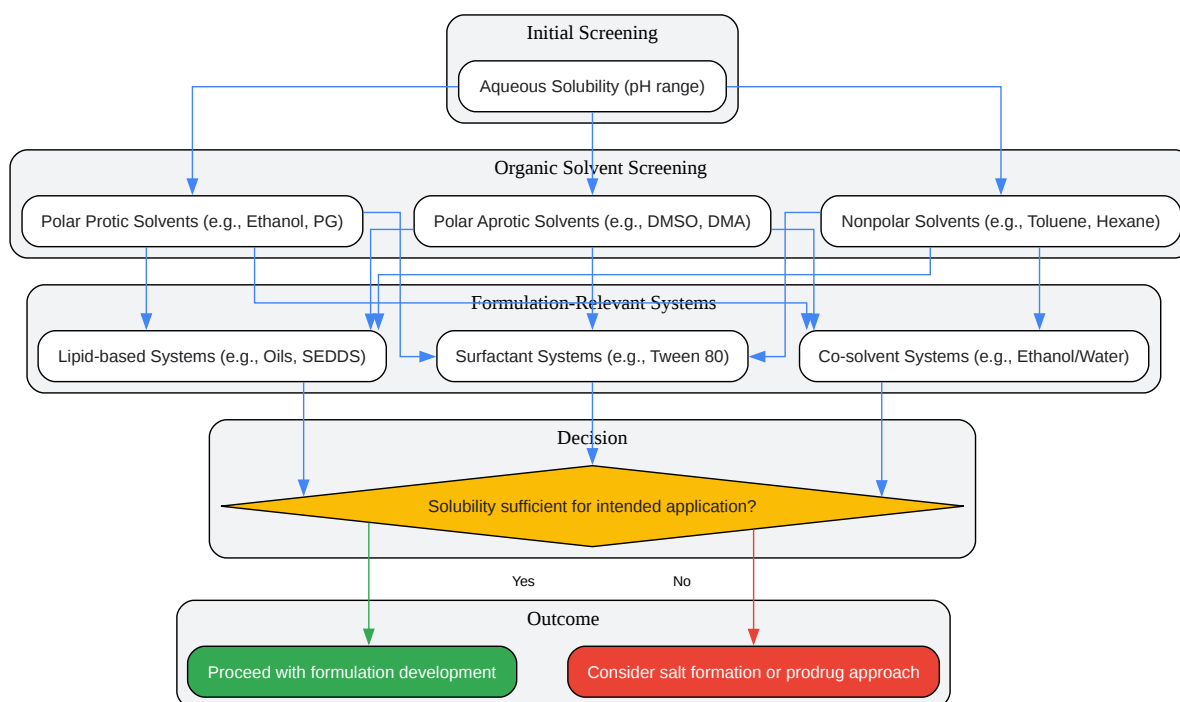 Initial Screening
Aqueous Solubility (pH range)
Organic Solvent Screening
Polar Protic Solvents (e.g., Ethanol, PG)
Polar Aprotic Solvents (e.g., DMSO, DMA)
Nonpolar Solvents (e.g., Toluene, Hexane)
Formulation-Relevant Systems
Lipid-based Systems (e.g., Oils, SEDDS)
Surfactant Systems (e.g., Tween 80)
Co-solvent Systems (e.g., Ethanol/Water)
Decision
Solubility sufficient for intended application?
Yes
No
Outcome
Proceed with formulation development
Consider salt formation or prodrug approach